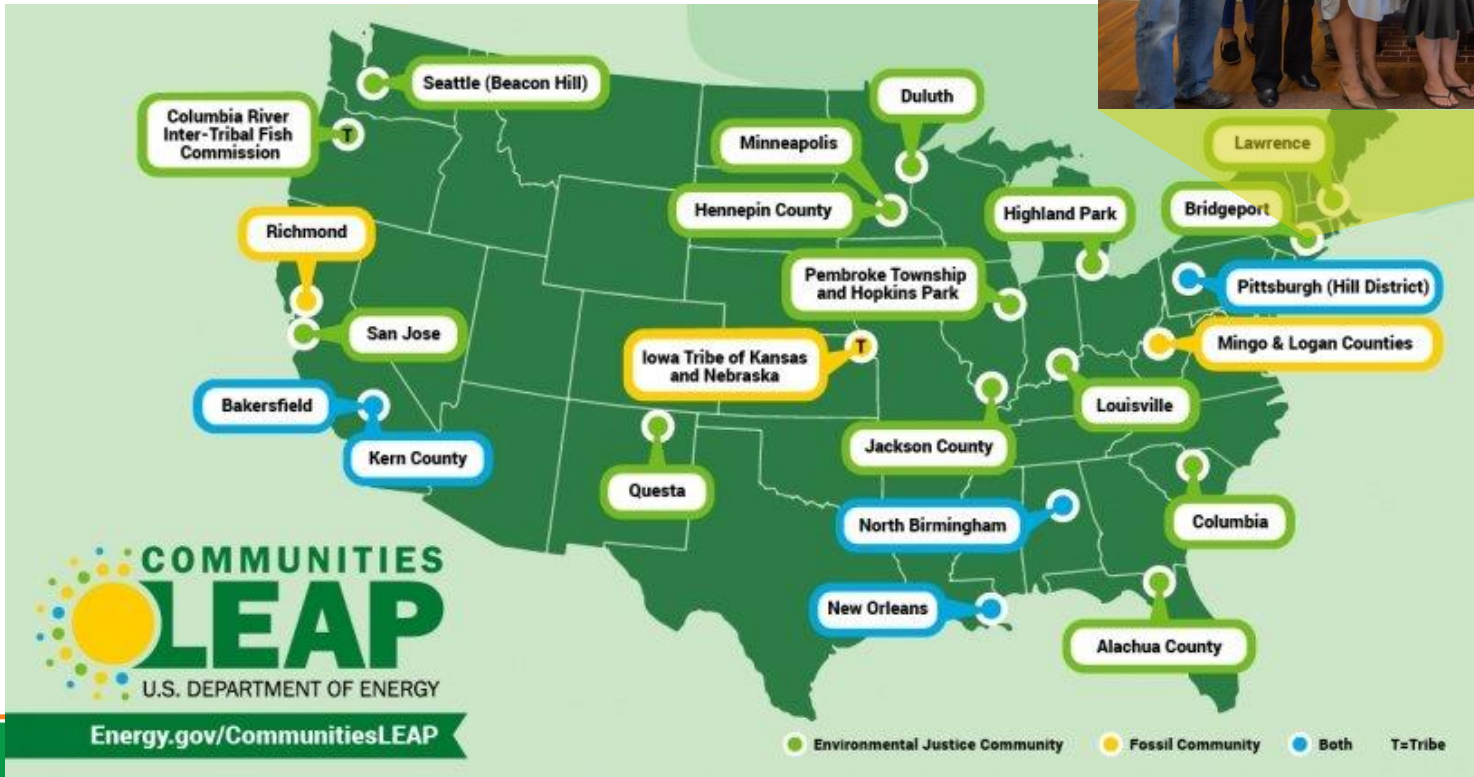 Seattle (Beacon Hill)
Columbia River
Inter-Tribal Fish
Commission
T
Duluth
Minneapolis
Hennepin County
Lawrence
Highland Park
Bridgeport
Richmond
Pembroke Township
and Hopkins Park
Pittsburgh (Hill District)
San Jose
Iowa Tribe of Kansas
and Nebraska
T
Mingo & Logan Counties
Bakersfield
Kern County
Louisville
Jackson County
Questa
North Birmingham
Columbia
New Orleans
Alachua County
COMMUNITIES
LEAP
U.S. DEPARTMENT OF ENERGY
Energy.gov/CommunitiesLEAP
Environmental Justice Community
Fossil Community
Both
T=Tribe